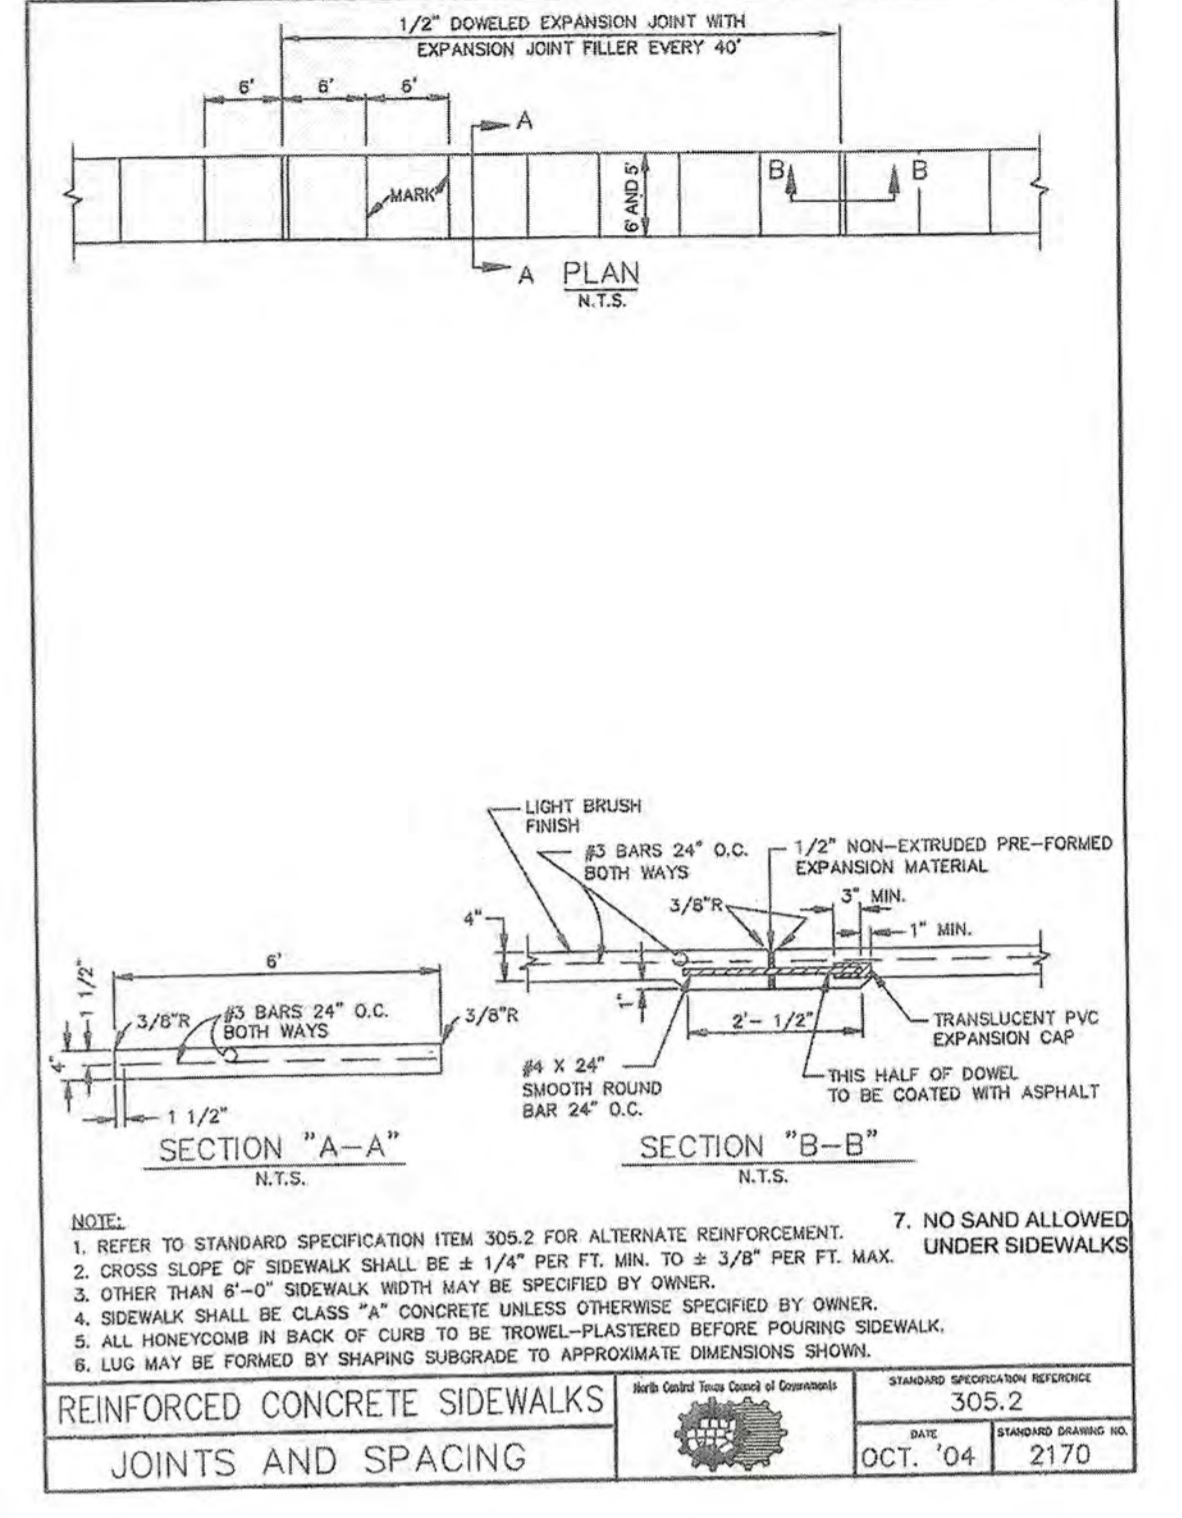 1/2" DOWELED EXPANSION JOINT WITH
EXPANSION JOINT FILLER EVERY 40'
6'
6'
6'
A
MARK
6' AND 5'
B
B
A
PLAN
N.T.S.
LIGHT BRUSH
FINISH
#3 BARS 24" O.C.
BOTH WAYS
1/2" NON-EXTRUDED PRE-FORMED
EXPANSION MATERIAL
3/8"R
3" MIN.
1" MIN.
4"
1"
2'- 1/2"
TRANSLUCENT PVC
EXPANSION CAP
#4 X 24"
SMOOTH ROUND
BAR 24" O.C.
THIS HALF OF DOWEL
TO BE COATED WITH ASPHALT
SECTION "B-B"
N.T.S.
6'
1 1/2"
3/8"R
#3 BARS 24" O.C.
BOTH WAYS
3/8"R
4"
1 1/2"
SECTION "A-A"
N.T.S.
NOTE:
1. REFER TO STANDARD SPECIFICATION ITEM 305.2 FOR ALTERNATE REINFORCEMENT.
2. CROSS SLOPE OF SIDEWALK SHALL BE ± 1/4" PER FT. MIN. TO ± 3/8" PER FT. MAX.
3. OTHER THAN 6'-0" SIDEWALK WIDTH MAY BE SPECIFIED BY OWNER.
4. SIDEWALK SHALL BE CLASS "A" CONCRETE UNLESS OTHERWISE SPECIFIED BY OWNER.
5. ALL HONEYCOMB IN BACK OF CURB TO BE TROWEL-PLASTERED BEFORE POURING SIDEWALK.
6. LUG MAY BE FORMED BY SHAPING SUBGRADE TO APPROXIMATE DIMENSIONS SHOWN.
7. NO SAND ALLOWED
UNDER SIDEWALKS
REINFORCED CONCRETE SIDEWALKS
JOINTS AND SPACING
North Central Texas Council of Governments
STANDARD SPECIFICATION REFERENCE
305.2
DATE
OCT. '04
STANDARD DRAWING NO.
2170